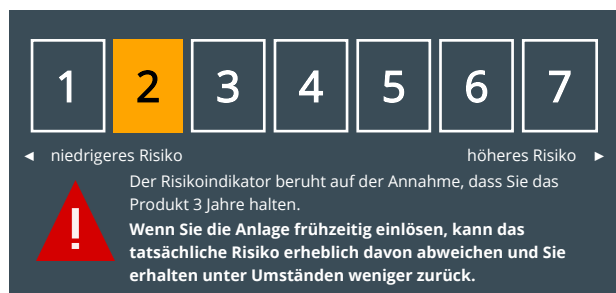 1 2 3 4 5 6 7
◄ niedrigeres Risiko höheres Risiko ►
Der Risikoindikator beruht auf der Annahme, dass Sie das
Produkt 3 Jahre halten.
Wenn Sie die Anlage frühzeitig einlösen, kann das
tatsächliche Risiko erheblich davon abweichen und Sie
erhalten unter Umständen weniger zurück.